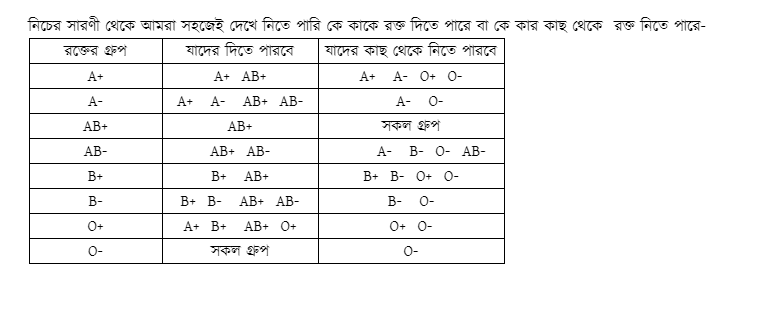 নিচের সারণী থেকে আমরা সহজেই দেখে নিতে পারি কে কাকে রক্ত দিতে পারে বা কে কার কাছ থেকে রক্ত নিতে পারে-
রক্তের গ্রুপ যাদের দিতে পারবে যাদের কাছ থেকে নিতে পারবে
A+ A+ AB+ A+ A- O+ O-
A- A+ A- AB+ AB- A- O-
AB+ AB+ সকল গ্রুপ
AB- AB+ AB- A- B- O- AB-
B+ B+ AB+ B+ B- O+ O-
B- B+ B- AB+ AB- B- O-
O+ A+ B+ AB+ O+ O+ O-
O- সকল গ্রুপ O-